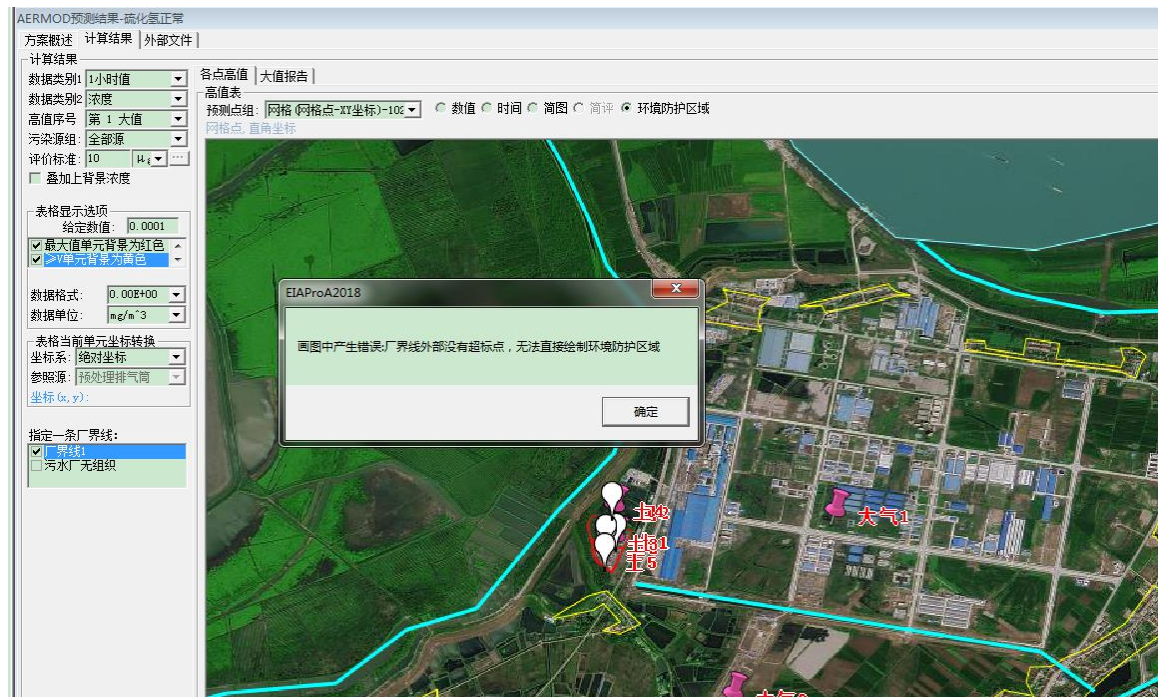 AERMOD预测结果-硫化氢正常
方案概述 计算结果 外部文件
计算结果
数据类别1 1小时值
数据类别2 浓度
高值序号 第 1 大值
污染源组: 全部源
评价标准: 10
叠加上背景浓度
表格显示选项
给定数值: 0.0001
最大值单元背景为红色
≥V单元背景为黄色
数据格式: 0.00E+00
数据单位: mg/m^3
表格当前单元坐标转换
坐标系: 绝对坐标
参照源: 预处理排气筒
坐标(x,y):
指定一条厂界线:
厂界线1
污水厂无组织
各点高值 大值报告
高值表
预测点组: 网格(网格点-XY坐标)-102 数值 时间 简图 简评 环境防护区域
网格点,直角坐标
EIAProA2018
画图中产生错误:厂界线外部没有超标点，无法直接绘制环境防护区域
确定
大气1
土5